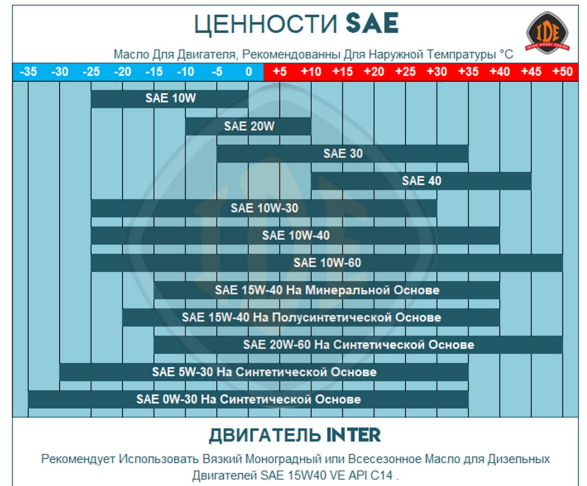 ЦЕННОСТИ SAE
IDE
Масло Для Двигателя, Рекомендованны Для Наружной Темпратуры °C
-35 -30 -25 -20 -15 -10 -5 0 +5 +10 +15 +20 +25 +30 +35 +40 +45 +50
SAE 10W
SAE 20W
SAE 30
SAE 40
SAE 10W-30
SAE 10W-40
SAE 10W-60
SAE 15W-40 На Минеральной Основе
SAE 15W-40 На Полусинтетической Основе
SAE 20W-60 На Синтетической Основе
SAE 5W-30 На Синтетической Основе
SAE 0W-30 На Синтетической Основе
IDE
ДВИГАТЕЛЬ INTER
Рекомендует Использовать Вязкий Моноградный или Всесезонное Масло для Дизельных
Двигателей SAE 15W40 VE API C14 .